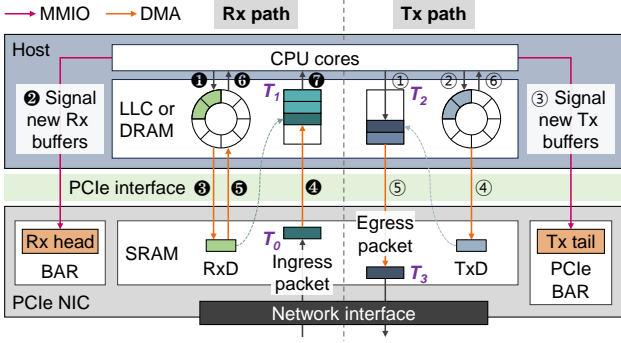 MMIO
DMA
Rx path
Tx path
Host
CPU cores
❶
❻
T1
❼
①
T2
②
⑥
❷ Signal
new Rx
buffers
LLC or
DRAM
③ Signal
new Tx
buffers
PCIe interface
❸
❺
❹
⑤
④
Rx head
BAR
SRAM
RxD
T0
Ingress
packet
Egress
packet
T3
TxD
Tx tail
PCIe
BAR
PCIe NIC
Network interface